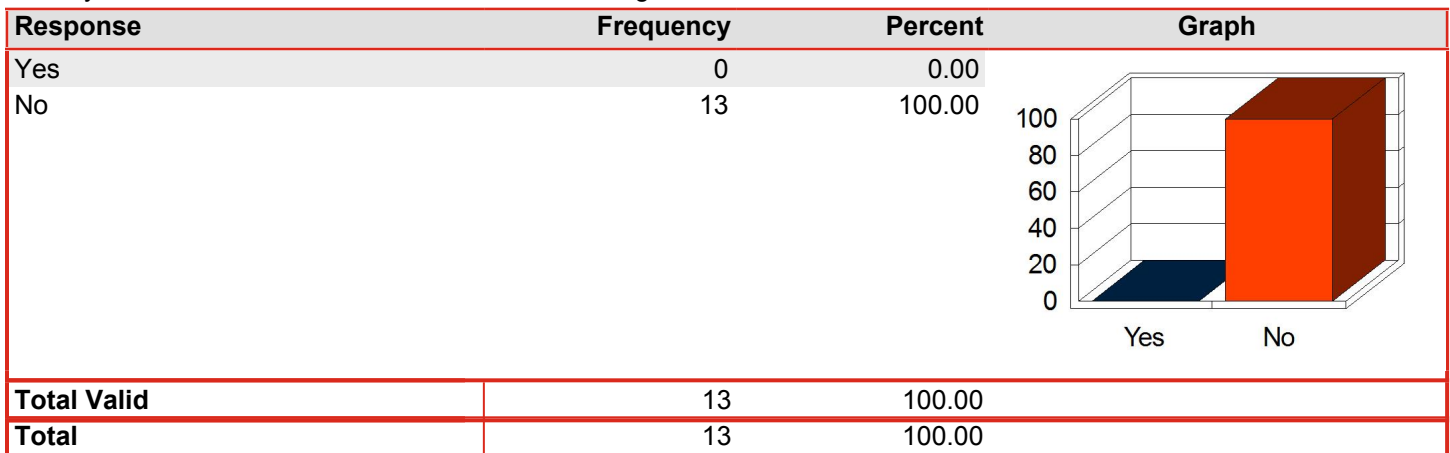 Response Frequency Percent Graph
Yes 0 0.00
No 13 100.00
100
80
60
40
20
0
Yes No
Total Valid 13 100.00
Total 13 100.00